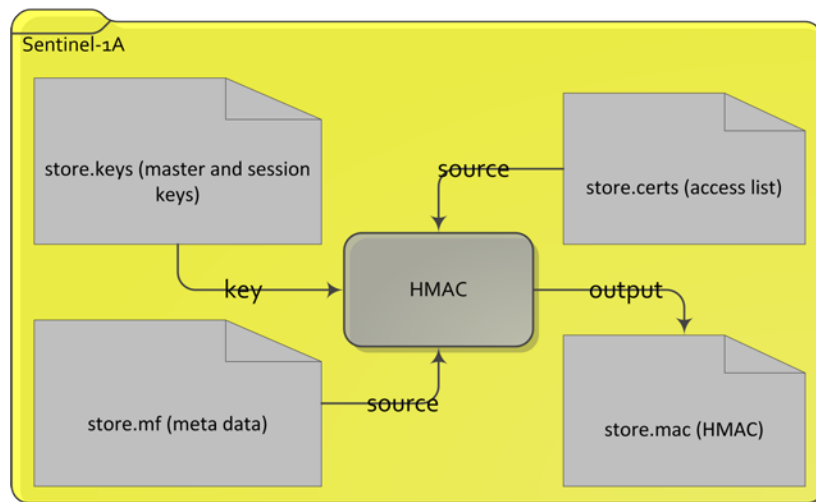 Sentinel-1A
store.keys (master and session
keys)
source
store.certs (access list)
key
HMAC
output
store.mf (meta data)
source
store.mac (HMAC)